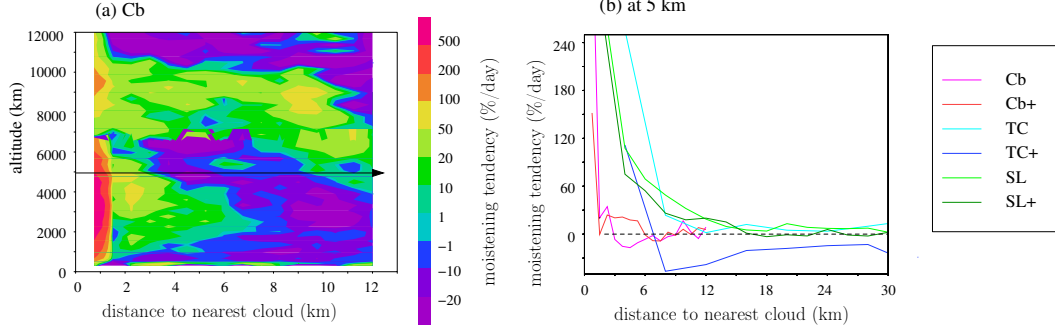 (a) Cb
12000
10000
8000
6000
4000
2000
0
altitude (km)
0 2 4 6 8 10 12
distance to nearest cloud (km)
500
200
100
50
20
10
1
−1
−10
−20
moistening tendency (%/day)
(b) at 5 km
240
180
120
60
0
moistening tendency (%/day)
0 6 12 18 24 30
distance to nearest cloud (km)
Cb
Cb+
TC
TC+
SL
SL+